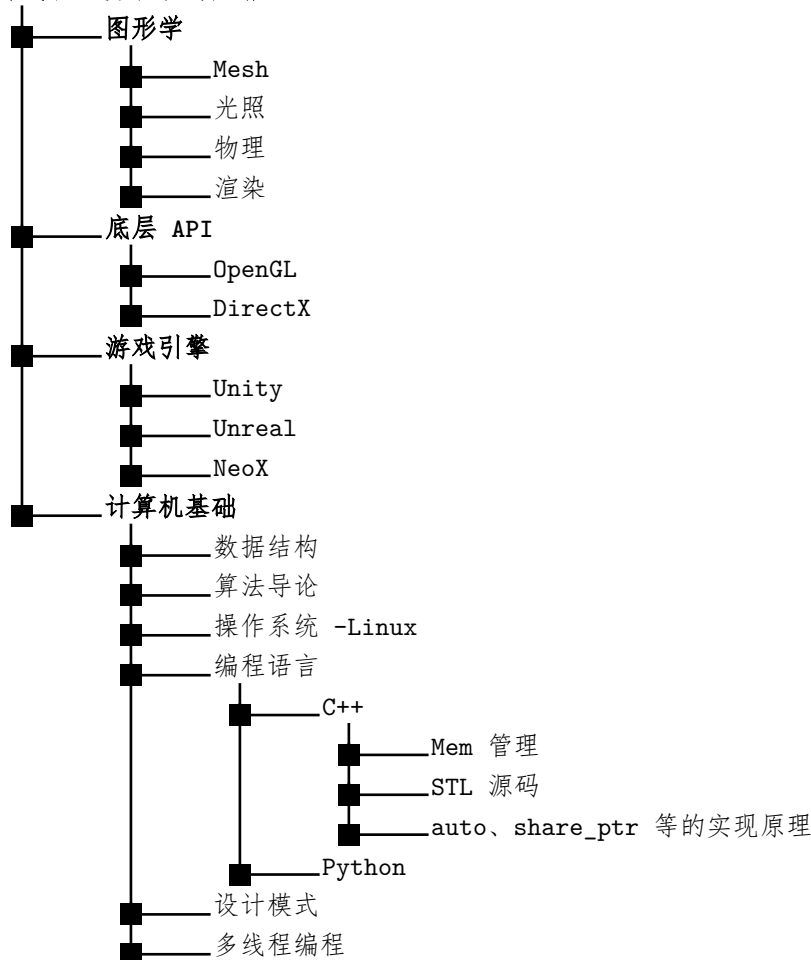 图形学
Mesh
光照
物理
渲染
底层 API
OpenGL
DirectX
游戏引擎
Unity
Unreal
NeoX
计算机基础
数据结构
算法导论
操作系统 -Linux
编程语言
C++
Mem 管理
STL 源码
auto、share_ptr 等的实现原理
Python
设计模式
多线程编程